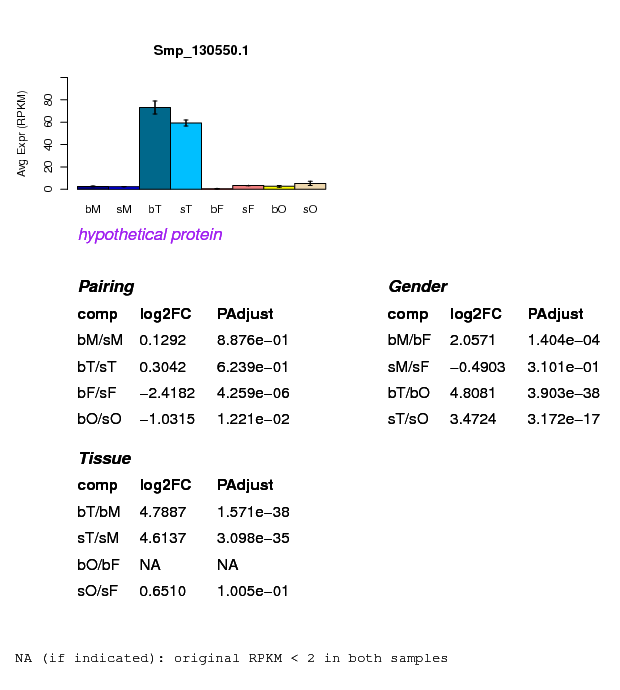 Smp_130550.1
Avg Expr (RPKM)
80
60
40
20
0
bM sM bT sT bF sF bO sO
hypothetical protein
Pairing
comp log2FC PAdjust
bM/sM 0.1292 8.876e−01
bT/sT 0.3042 6.239e−01
bF/sF −2.4182 4.259e−06
bO/sO −1.0315 1.221e−02
Gender
comp log2FC PAdjust
bM/bF 2.0571 1.404e−04
sM/sF −0.4903 3.101e−01
bT/bO 4.8081 3.903e−38
sT/sO 3.4724 3.172e−17
Tissue
comp log2FC PAdjust
bT/bM 4.7887 1.571e−38
sT/sM 4.6137 3.098e−35
bO/bF NA NA
sO/sF 0.6510 1.005e−01
NA (if indicated): original RPKM < 2 in both samples